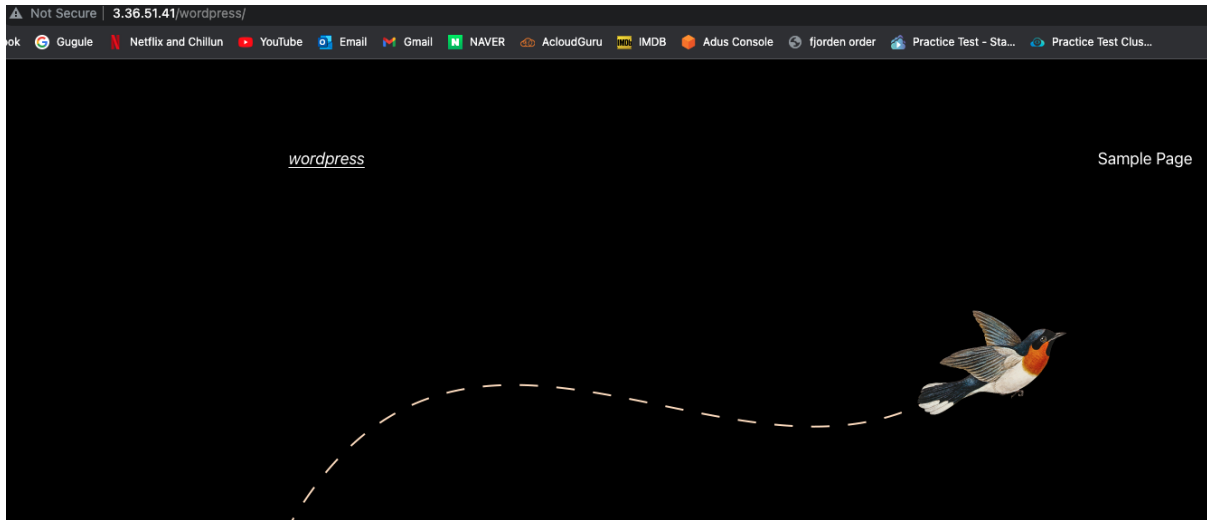 Not Secure | 3.36.51.41/wordpress/
ok Gugule Netflix and Chillun YouTube Email Gmail NAVER AcloudGuru IMDB Adus Console fjorden order Practice Test - Sta... Practice Test Clus...
wordpress Sample Page